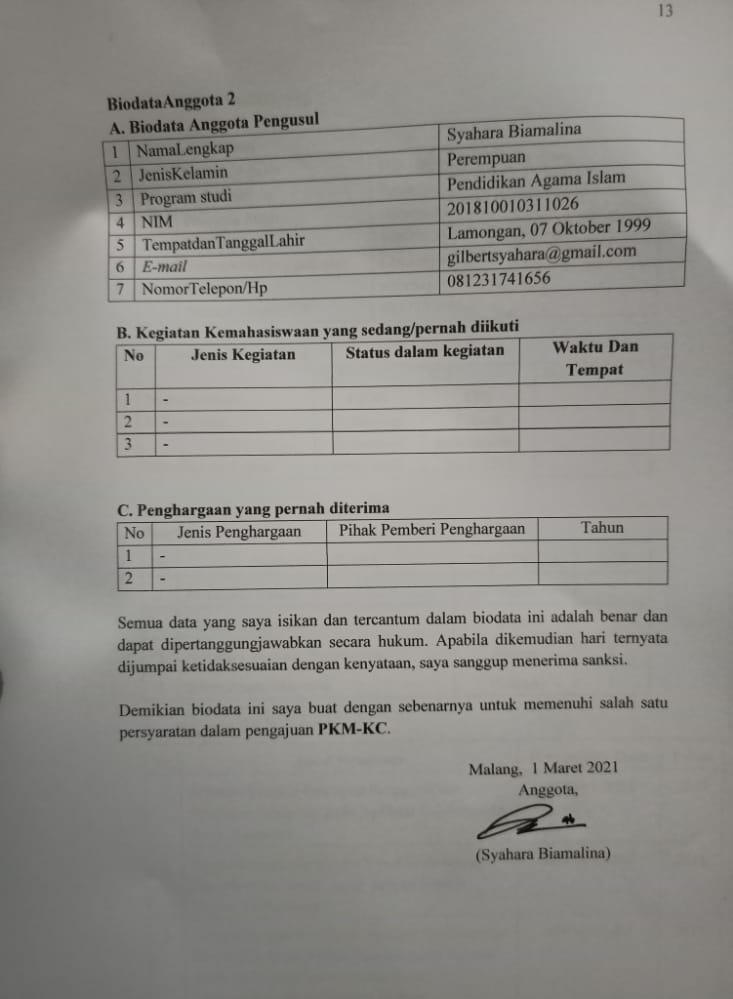 13
BiodataAnggota 2
A. Biodata Anggota Pengusul
1 NamaLengkap Syahara Biamalina
2 JenisKelamin Perempuan
3 Program studi Pendidikan Agama Islam
4 NIM 201810010311026
5 TempatdanTanggalLahir Lamongan, 07 Oktober 1999
6 E-mail gilbertsyahara@gmail.com
7 NomorTelepon/Hp 081231741656
B. Kegiatan Kemahasiswaan yang sedang/pernah diikuti
No Jenis Kegiatan Status dalam kegiatan Waktu Dan
Tempat
1 -
2 -
3 -
C. Penghargaan yang pernah diterima
No Jenis Penghargaan Pihak Pemberi Penghargaan Tahun
1 -
2 -
Semua data yang saya isikan dan tercantum dalam biodata ini adalah benar dan
dapat dipertanggungjawabkan secara hukum. Apabila dikemudian hari ternyata
dijumpai ketidaksesuaian dengan kenyataan, saya sanggup menerima sanksi.
Demikian biodata ini saya buat dengan sebenarnya untuk memenuhi salah satu
persyaratan dalam pengajuan PKM-KC.
Malang, 1 Maret 2021
Anggota,
(Syahara Biamalina)